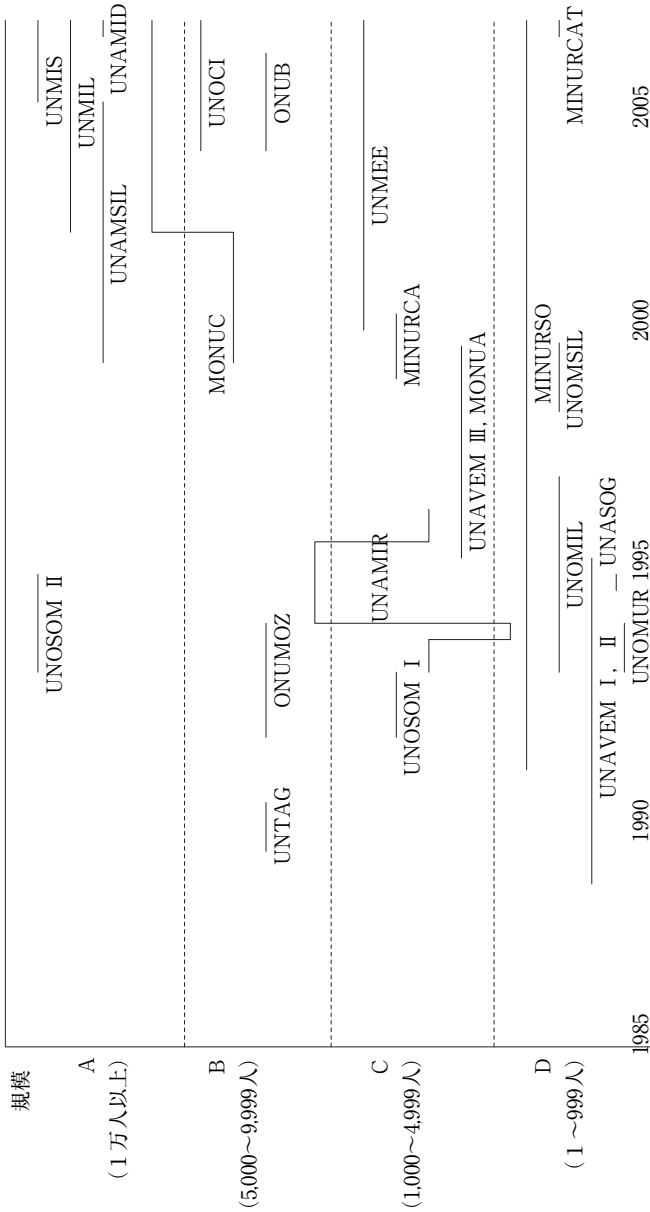 規模
A
(1万人以上)
B
(5,000〜9,999人)
C
(1,000〜4,999人)
D
(1〜999人)
UNOSOM Ⅱ
UNMIS
UNMIL
UNAMSIL
UNAMID
MONUC
UNOCI
UNTAG
ONUMOZ
ONUB
UNMEE
UNOSOM Ⅰ
UNAMIR
MINURCA
UNAVEM Ⅲ, MONUA
MINURSO
UNOMIL
UNOMSIL
MINURCAT
UNAVEM Ⅰ, Ⅱ
UNASOG
UNOMUR
1985
1990
1995
2000
2005